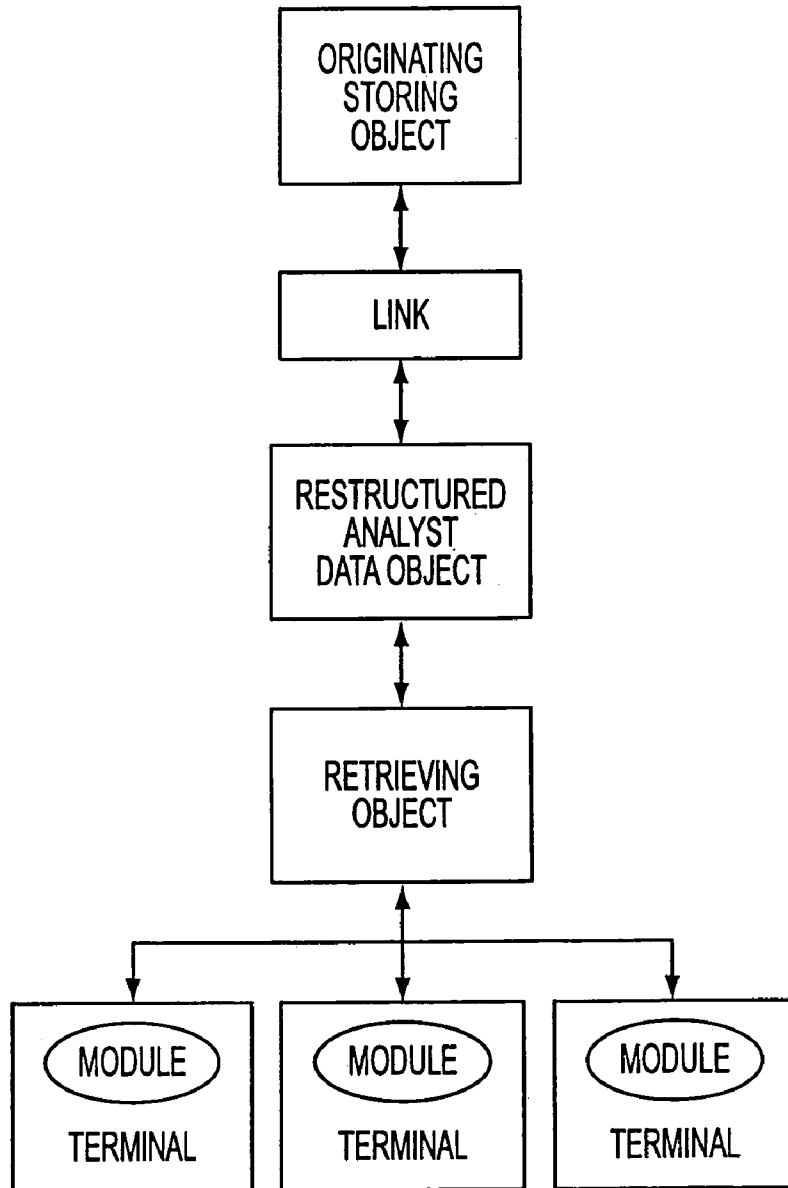 ORIGINATING
STORING
OBJECT
LINK
RESTRUCTURED
ANALYST
DATA OBJECT
RETRIEVING
OBJECT
MODULE
TERMINAL
MODULE
TERMINAL
MODULE
TERMINAL